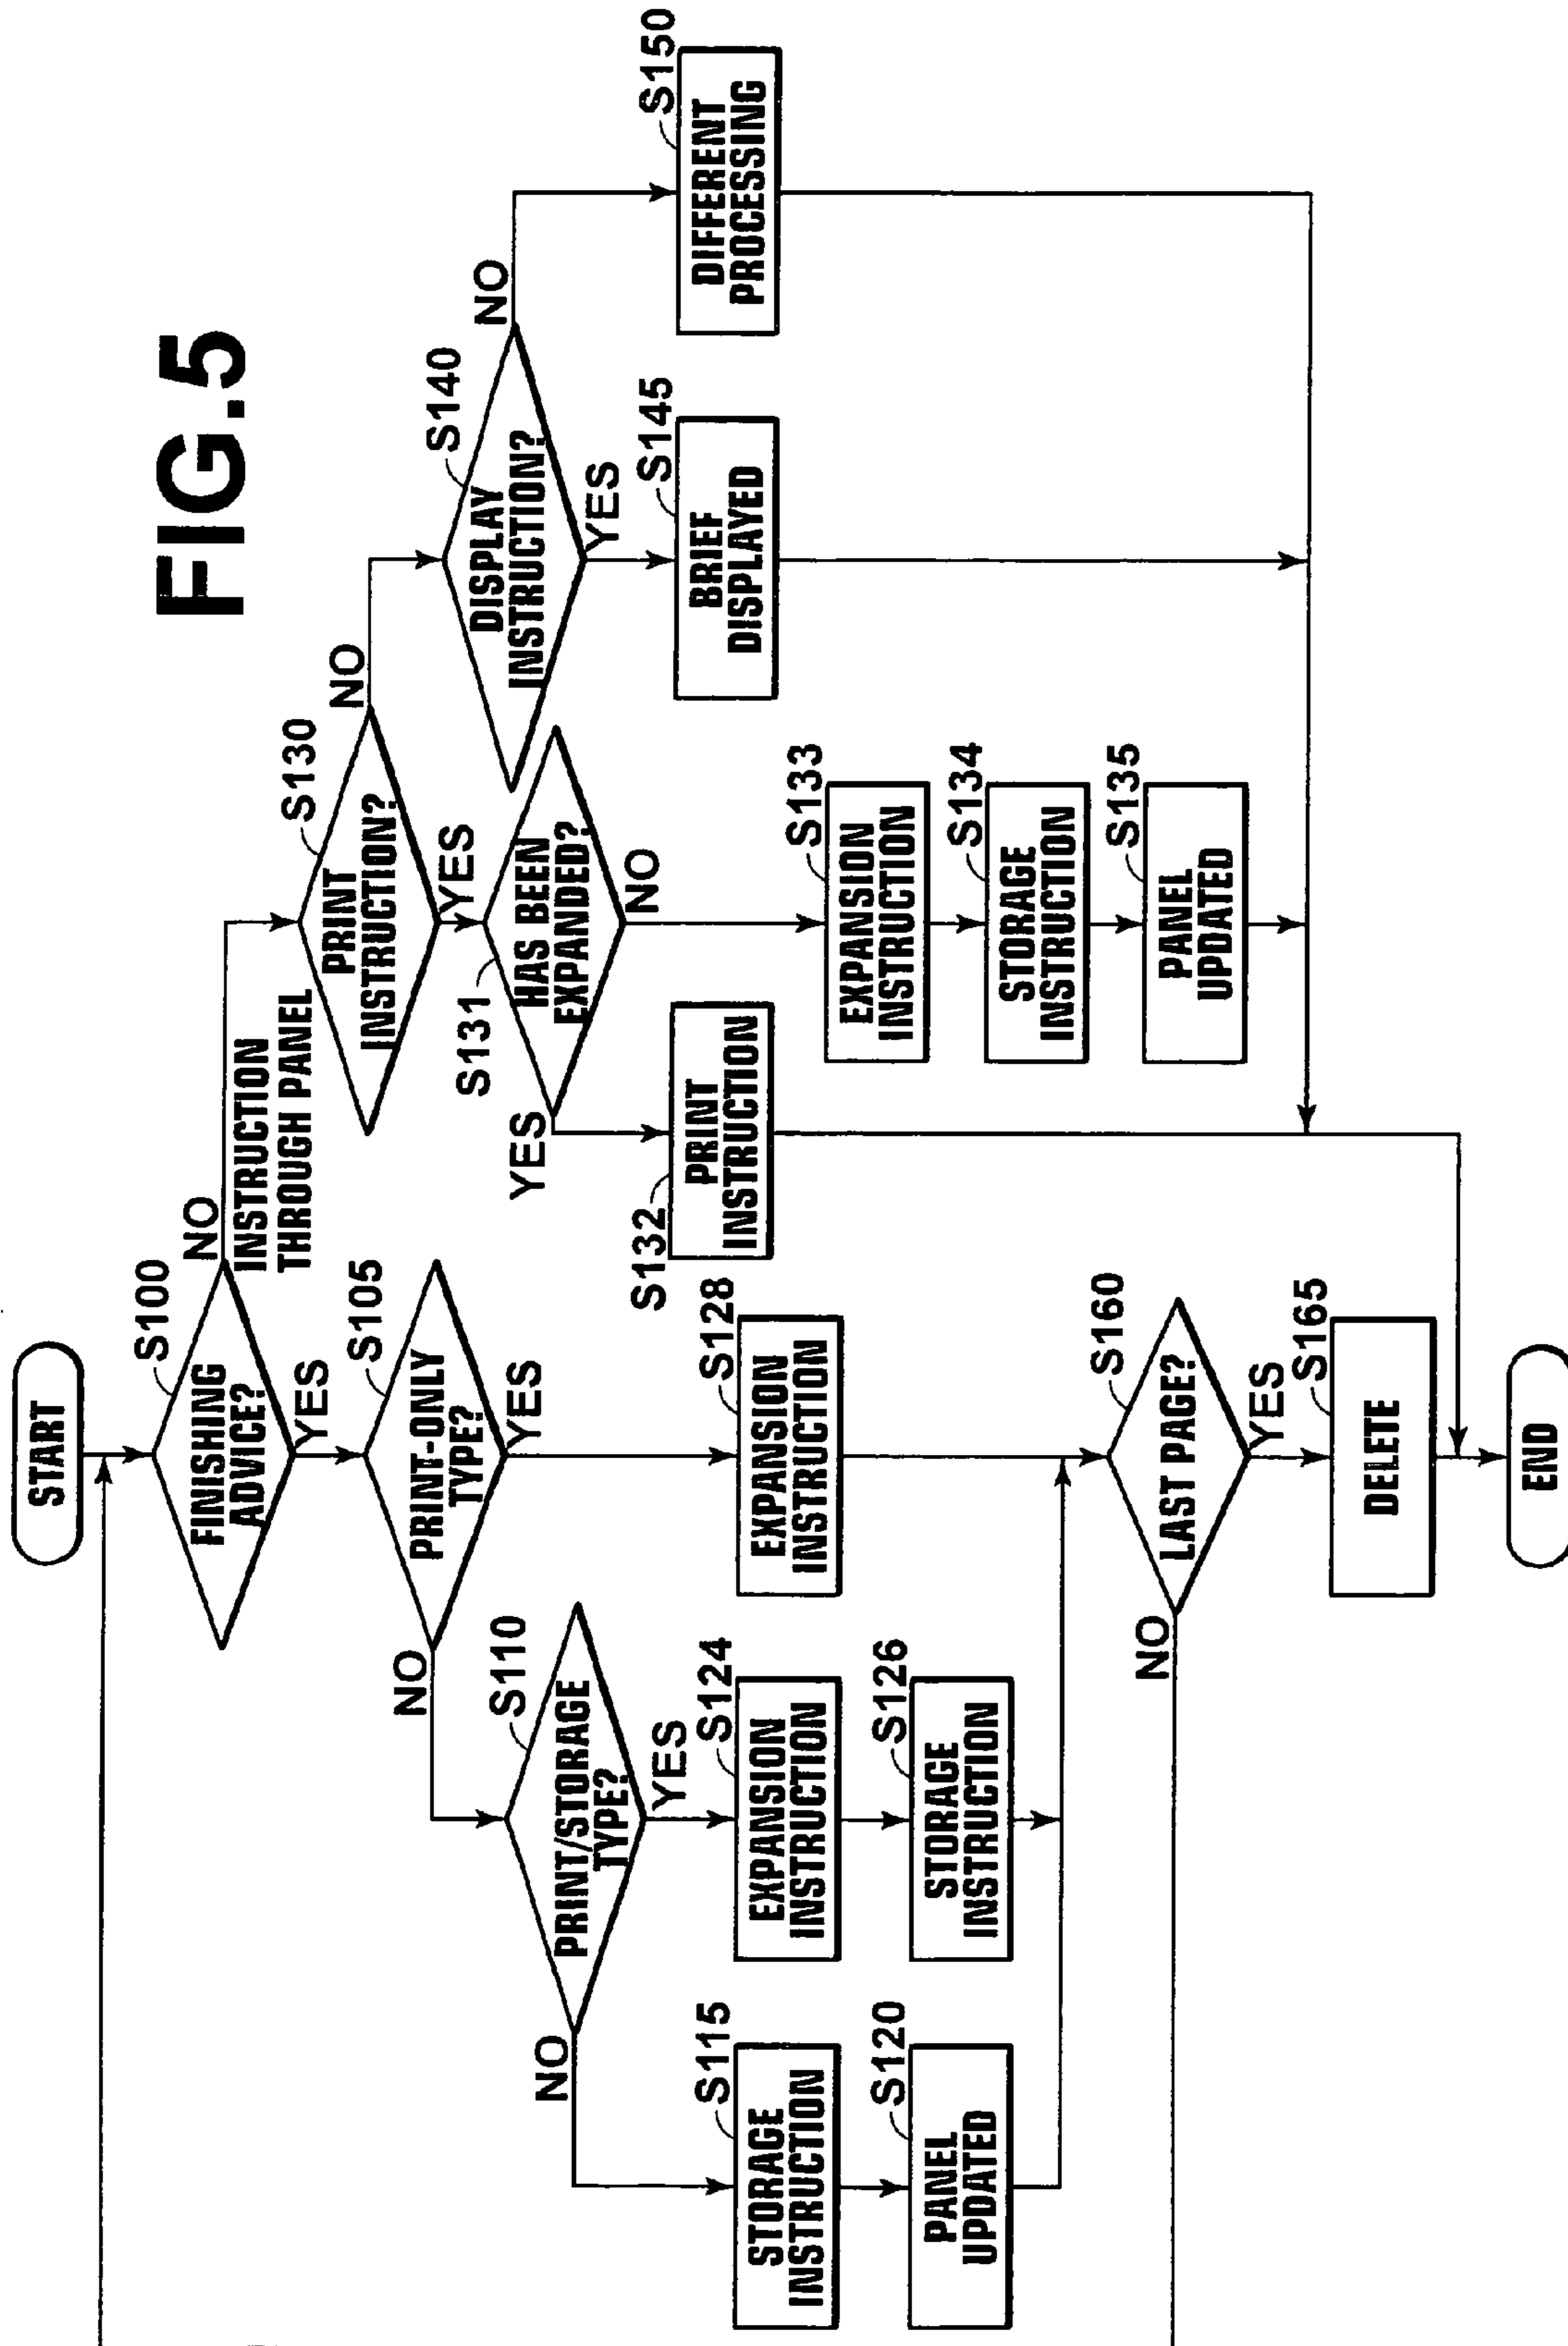 FIG.5
START
S100
FINISHING
ADVICE?
NO
INSTRUCTION
THROUGH PANEL
YES
S105
PRINT-ONLY
TYPE?
NO
YES
S110
PRINT/STORAGE
TYPE?
NO
YES
S115
STORAGE
INSTRUCTION
S120
PANEL
UPDATED
S124
EXPANSION
INSTRUCTION
S126
STORAGE
INSTRUCTION
S128
EXPANSION
INSTRUCTION
S130
PRINT
INSTRUCTION?
NO
YES
S131
HAS BEEN
EXPANDED?
YES
NO
S132
PRINT
INSTRUCTION
S133
EXPANSION
INSTRUCTION
S134
STORAGE
INSTRUCTION
S135
PANEL
UPDATED
S140
DISPLAY
INSTRUCTION?
NO
YES
S145
BRIEF
DISPLAYED
S150
DIFFERENT
PROCESSING
S160
LAST PAGE?
NO
YES
S165
DELETE
END